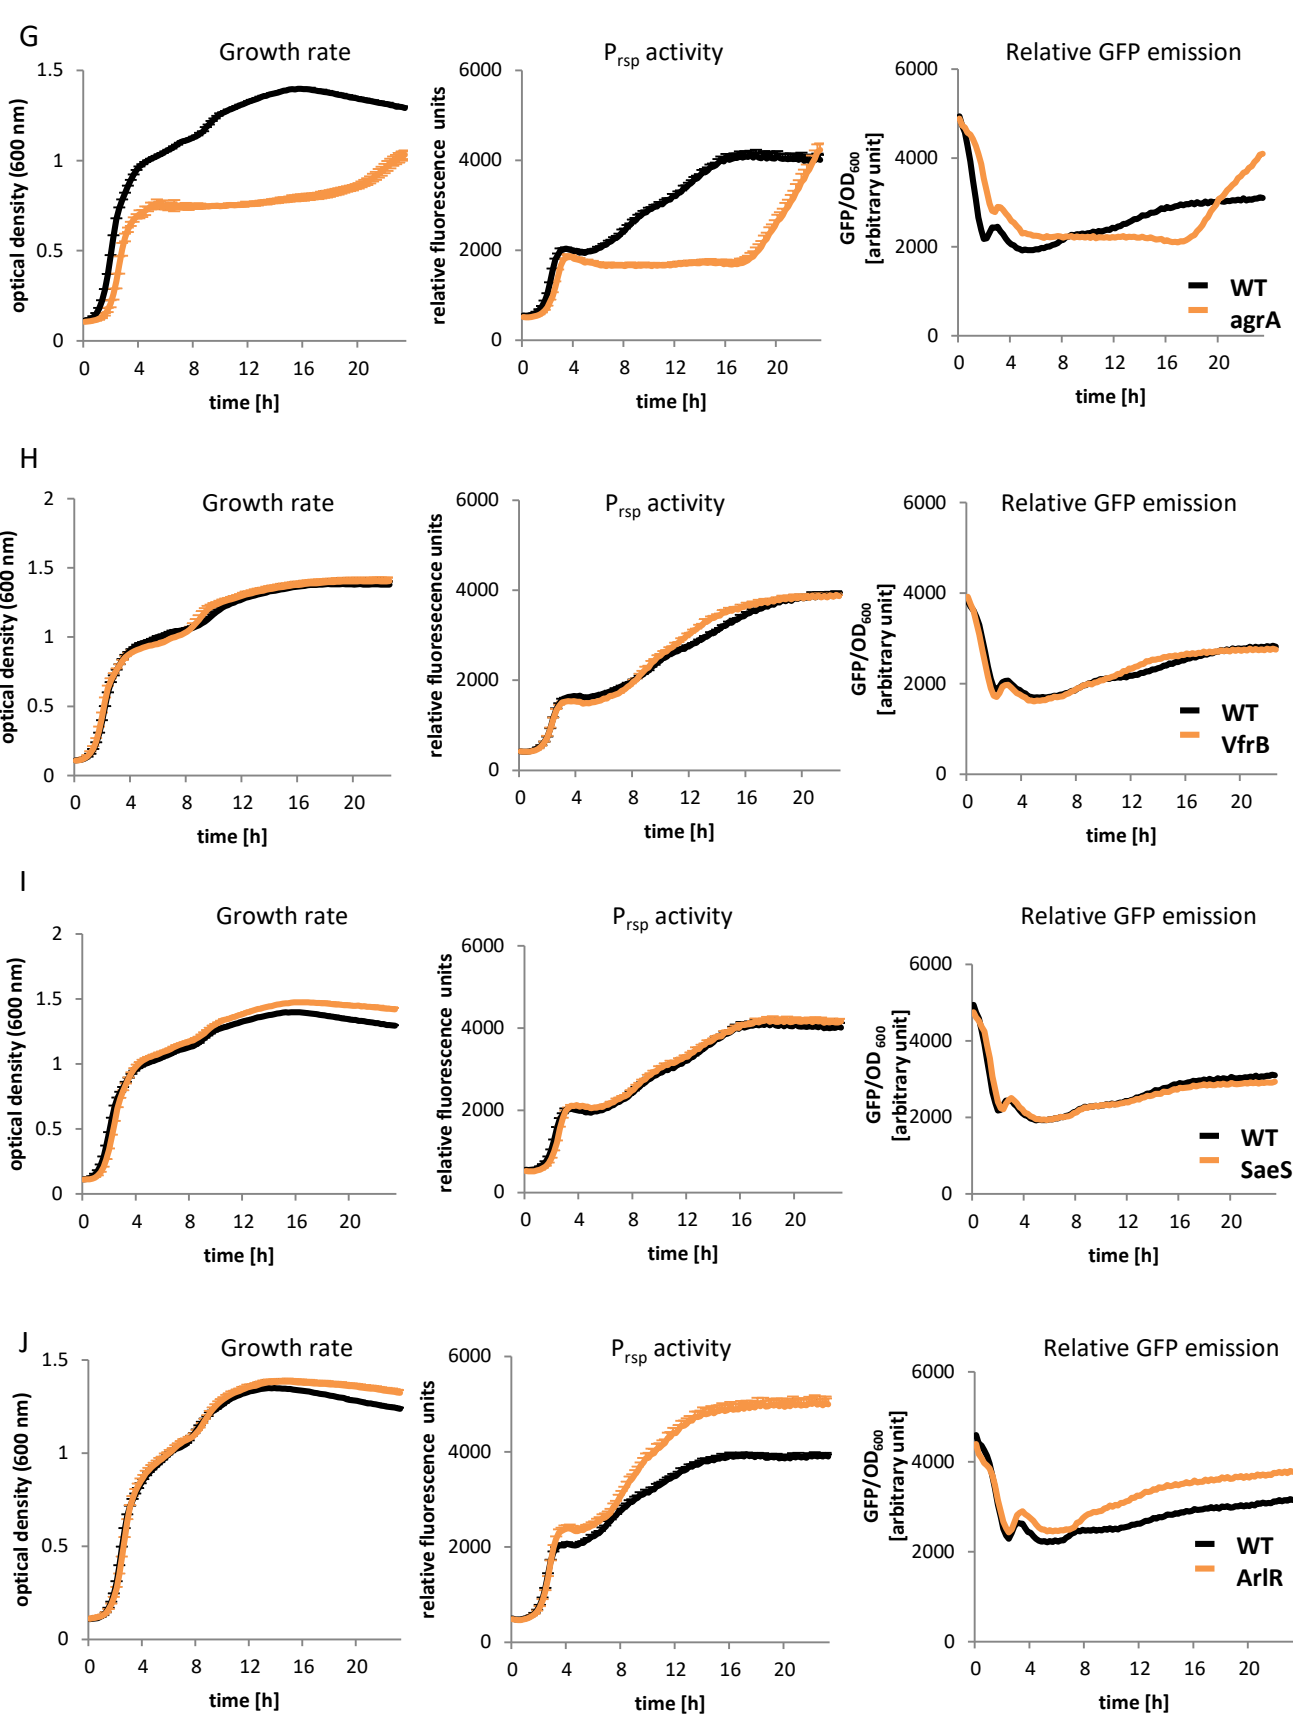 G
Growth rate
optical density (600 nm)
1.5
1
0.5
0
0 4 8 12 16 20
time [h]
Prsp activity
relative fluorescence units
6000
4000
2000
0
0 4 8 12 16 20
time [h]
Relative GFP emission
GFP/OD600
[arbitrary unit]
6000
4000
2000
0
0 4 8 12 16 20
time [h]
WT
agrA
H
Growth rate
optical density (600 nm)
2
1.5
1
0.5
0
0 4 8 12 16 20
time [h]
Prsp activity
relative fluoresecence units
6000
4000
2000
0
0 4 8 12 16 20
time [h]
Relative GFP emission
GFP/OD600
[arbitrary unit]
6000
4000
2000
0
0 4 8 12 16 20
time [h]
WT
VfrB
I
Growth rate
optical density (600 nm)
2
1.5
1
0.5
0
0 4 8 12 16 20
time [h]
Prsp activity
relative fluorescence units
6000
4000
2000
0
0 4 8 12 16 20
time [h]
Relative GFP emission
GFP/OD600
[arbitrary unit]
6000
4000
2000
0
0 4 8 12 16 20
time [h]
WT
SaeS
J
Growth rate
optical density (600 nm)
1.5
1
0.5
0
0 4 8 12 16 20
time [h]
Prsp activity
relative fluorescence units
6000
4000
2000
0
0 4 8 12 16 20
time [h]
Relative GFP emission
GFP/OD600
[arbitrary unit]
6000
4000
2000
0
0 4 8 12 16 20
time [h]
WT
ArlR